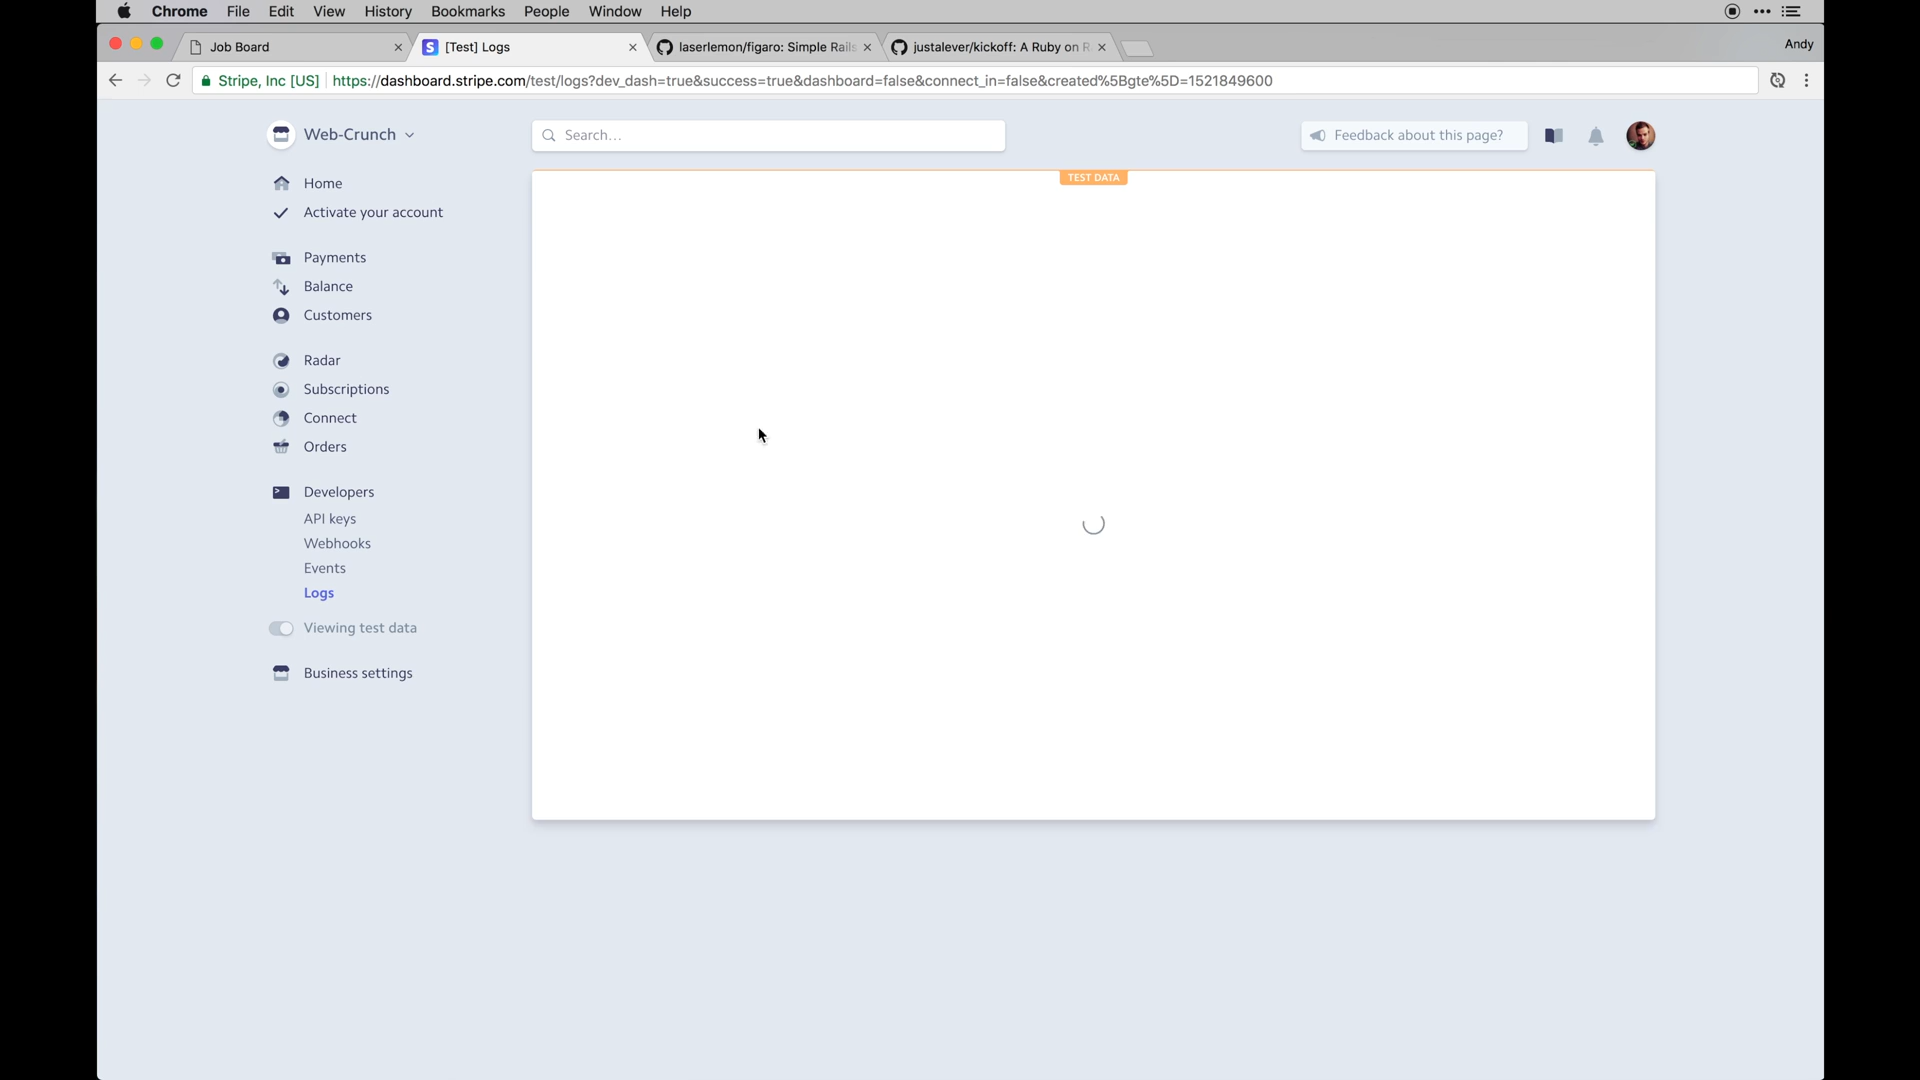 Chrome File Edit View History Bookmarks People Window Help
Job Board
[Test] Logs
laserlemon/figaro: Simple Rails
justalever/kickoff: A Ruby on R
Andy
Stripe, Inc [US] https://dashboard.stripe.com/test/logs?dev_dash=true&success=true&dashboard=false&connect_in=false&created%5Bgte%5D=1521849600
Web-Crunch
Search...
Feedback about this page?
TEST DATA
Home
Activate your account
Payments
Balance
Customers
Radar
Subscriptions
Connect
Orders
Developers
API keys
Webhooks
Events
Logs
Viewing test data
Business settings